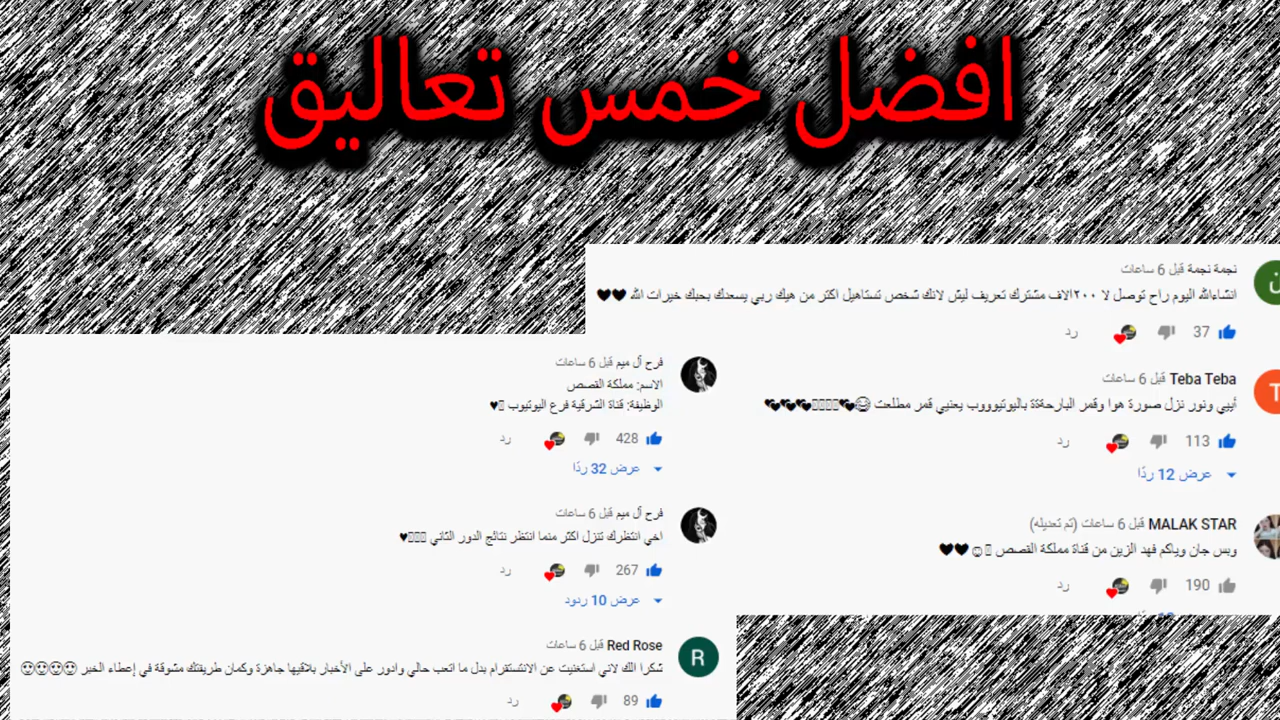 افضل خمس تعاليق
نجمة نجمة قبل 6 ساعات
انشاءالله اليوم راح توصل لا ٢٠٠الاف مشترك تعريف ليش لانك شخص تستاهيل اكثر من هيك ربي يسعدك بحبك خيرات الله 🖤🖤
37
رد
Teba Teba قبل 6 ساعات
أيبي ونور نزل صورة هوا وقمر البارحةة باليوتيوووب يعنيي قمر مطلعت
113
رد
عرض 12 ردًا
MALAK STAR قبل 6 ساعات (تم تعديله)
وبس جان وياكم فهد الزين من قناة مملكة القصص ☺ 🖤🖤
190
رد
فرح آل ميم قبل 6 ساعات
الاسم: مملكة القصص
الوظيفة: قناة الشرقية فرع اليوتيوب ♥
428
رد
عرض 32 ردًا
فرح آل ميم قبل 6 ساعات
اخي انتظرك تنزل اكثر منما انتظر نتائج الدور الثاني ♥
267
رد
عرض 10 ردود
R
Red Rose قبل 6 ساعات
شكرا الك لاني استغنيت عن الانستقرام بدل ما اتعب حالي وادور على الأخبار بلاقيها جاهزة وكمان طريقتك مشوقة في إعطاء الخبر
89
رد